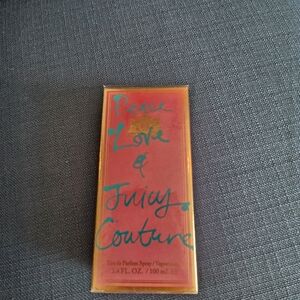 Peace
Love
&
Juicy
Couture
Eau de Parfum Spray / Vaporisateur
3.4 FL. OZ. / 100 mL